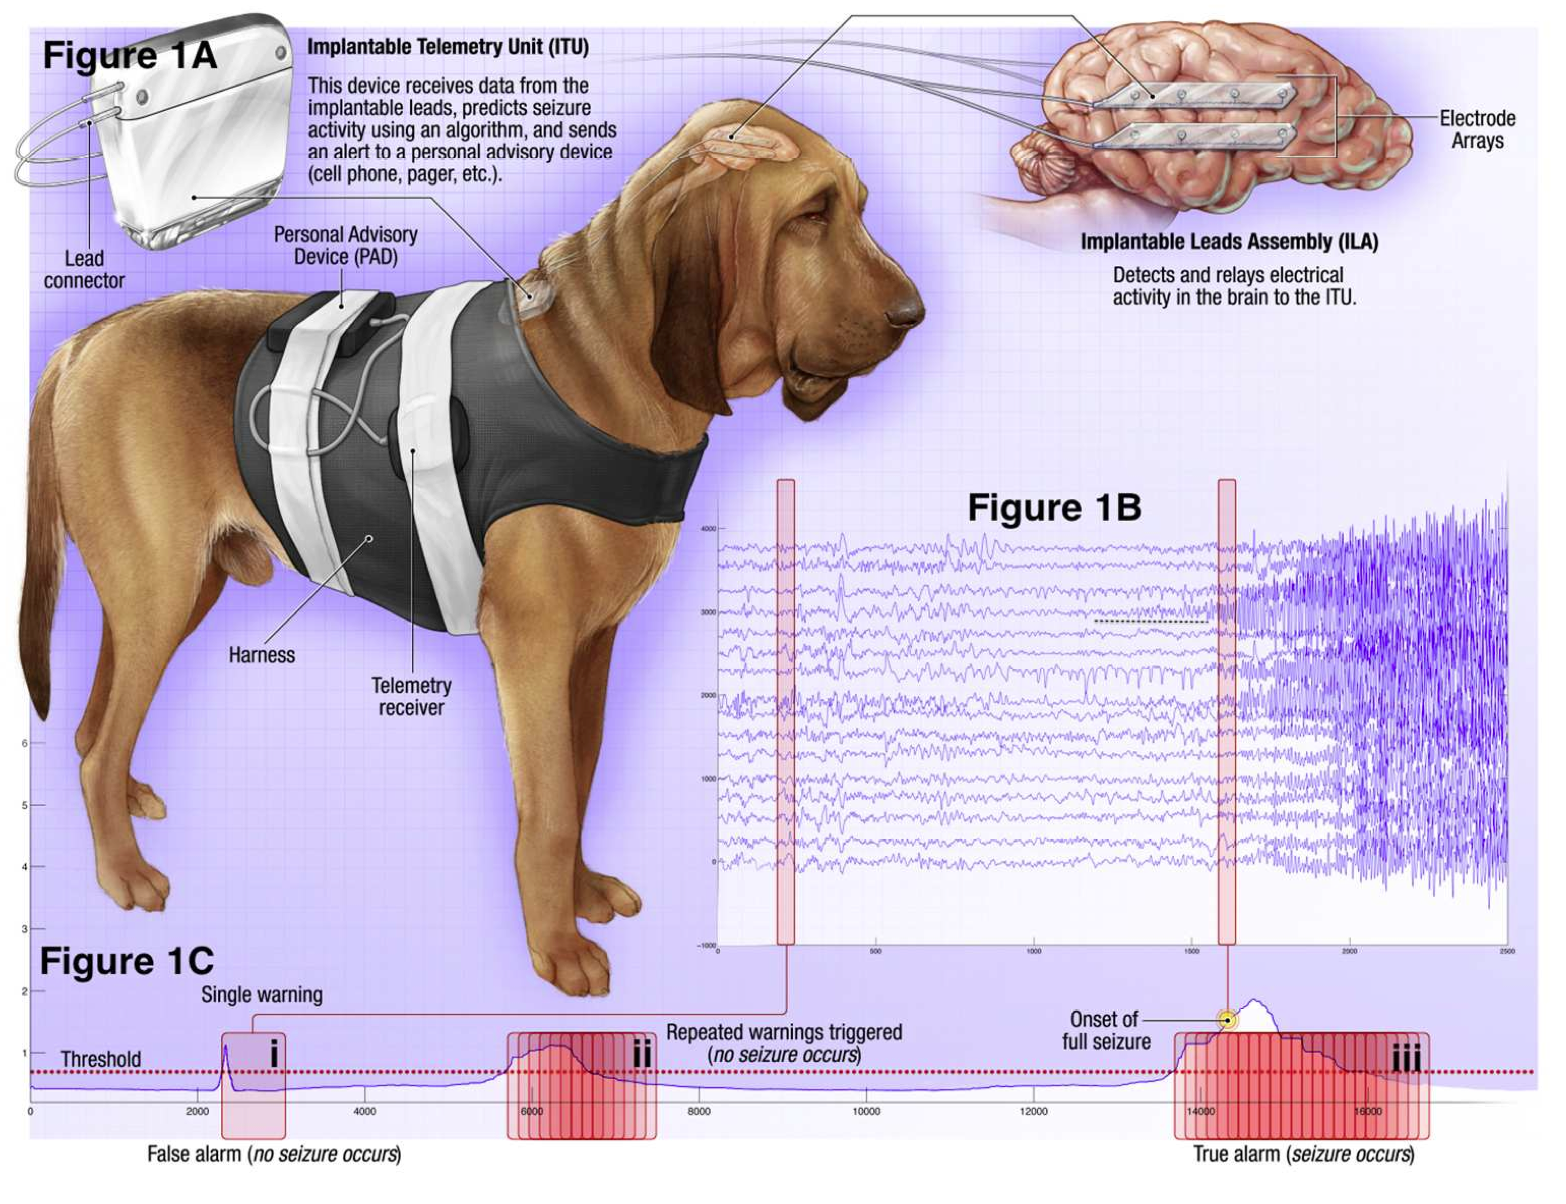 Figure 1A
Implantable Telemetry Unit (ITU)
This device receives data from the
implantable leads, predicts seizure
activity using an algorithm, and sends
an alert to a personal advisory device
(cell phone, pager, etc.).
Lead
connector
Personal Advisory
Device (PAD)
Electrode
Arrays
Implantable Leads Assembly (ILA)
Detects and relays electrical
activity in the brain to the ITU.
Harness
Telemetry
receiver
Figure 1B
4000
3000
2000
1000
0
-1000
0 500 1000 1500 2000 2500
Figure 1C
6
5
4
3
2
1
Single warning
Threshold
i
ii
Repeated warnings triggered
(no seizure occurs)
Onset of
full seizure
iii
0 2000 4000 6000 8000 10000 12000 14000 16000
False alarm (no seizure occurs)
True alarm (seizure occurs)